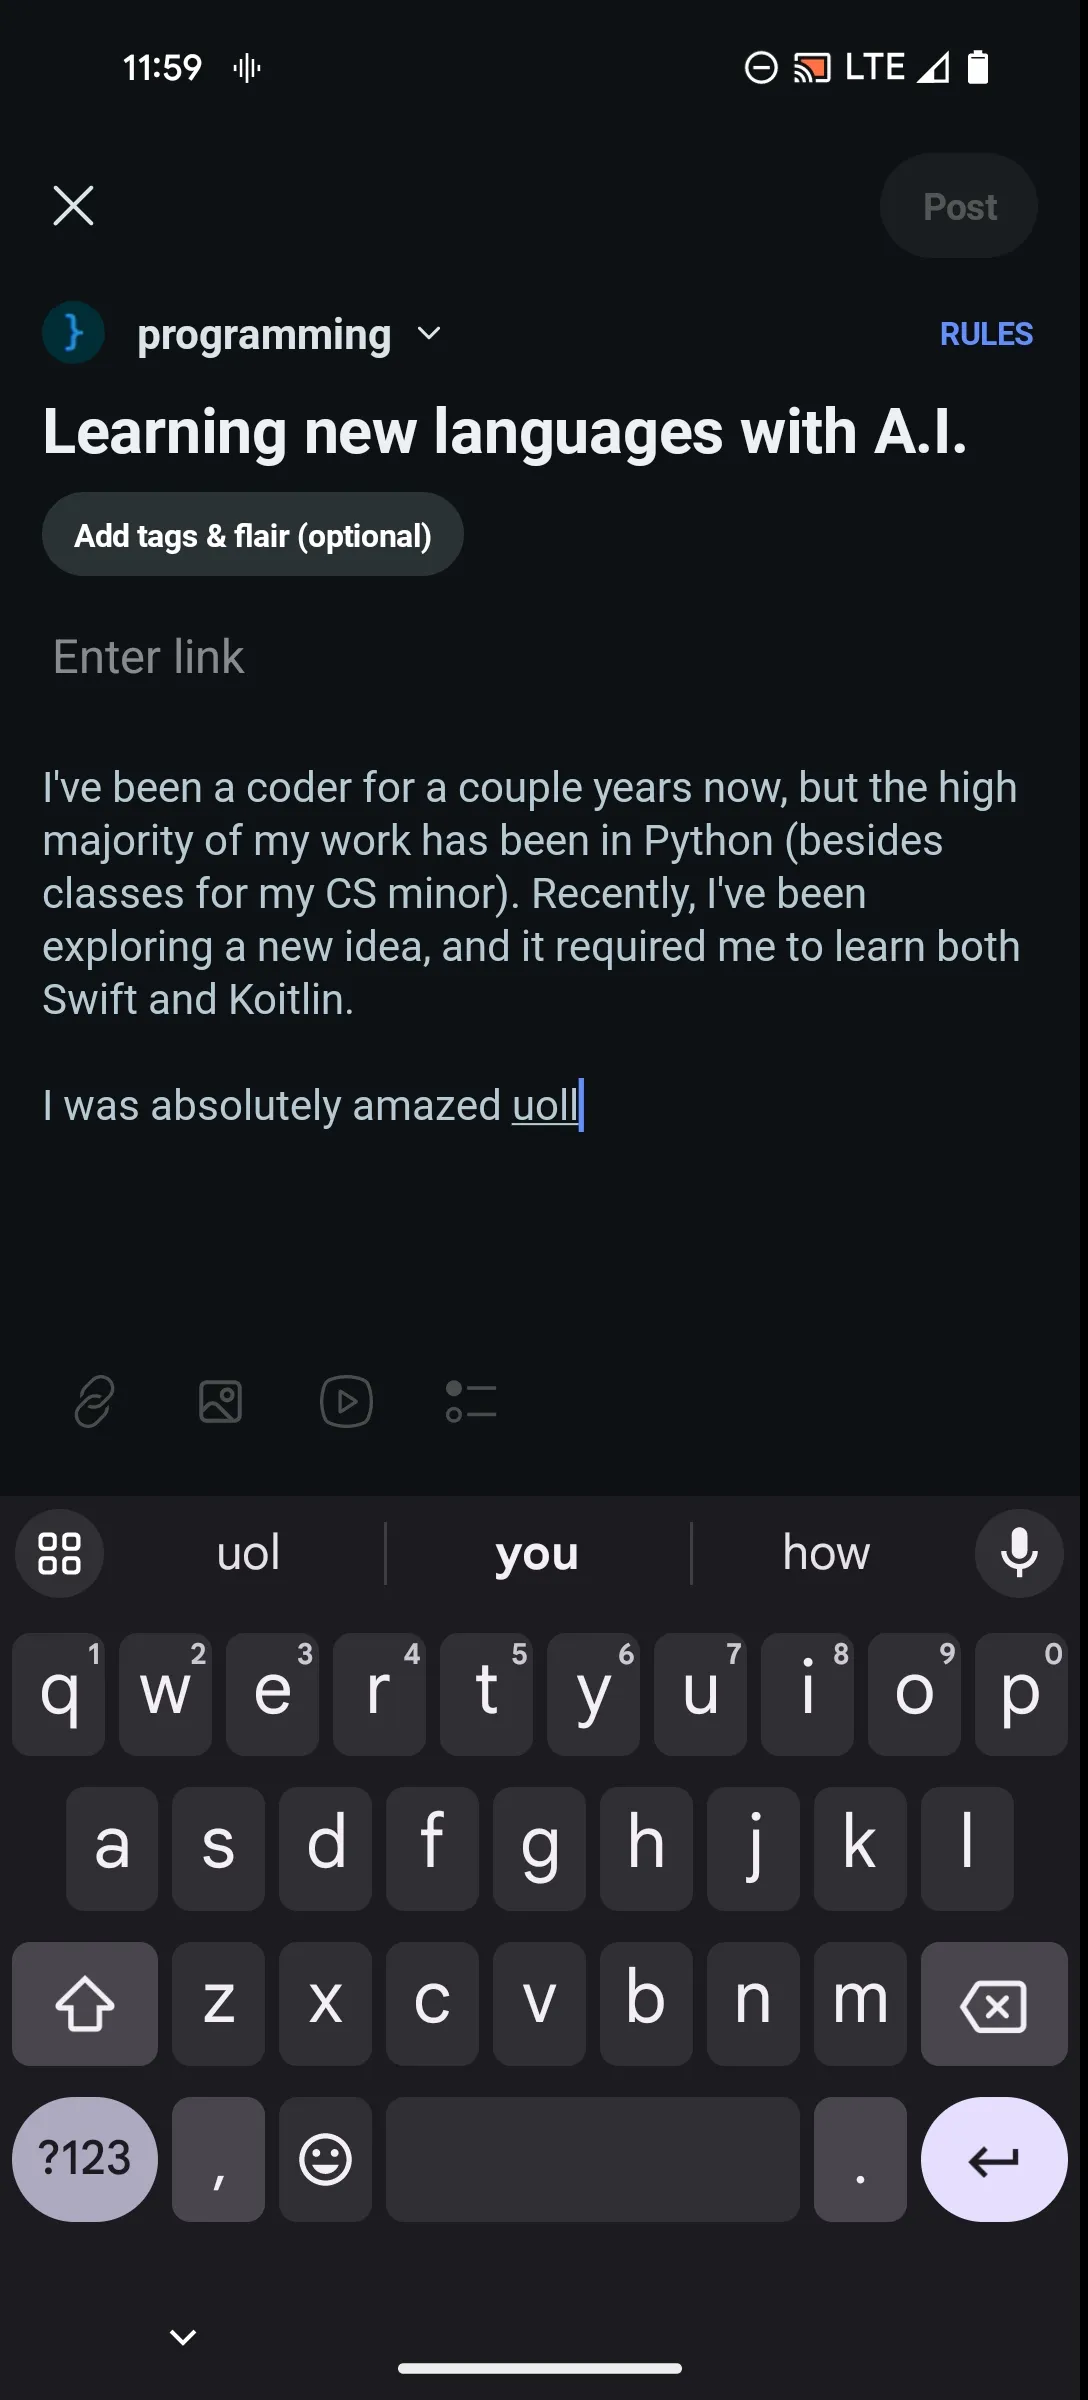 11:59 LTE
Post
programming RULES
Learning new languages with A.I.
Add tags & flair (optional)
Enter link
I've been a coder for a couple years now, but the high
majority of my work has been in Python (besides
classes for my CS minor). Recently, I've been
exploring a new idea, and it required me to learn both
Swift and Koitlin.
I was absolutely amazed uoll
uol you how
1 2 3 4 5 6 7 8 9 0
q w e r t y u i o p
a s d f g h j k l
z x c v b n m
?123 , .